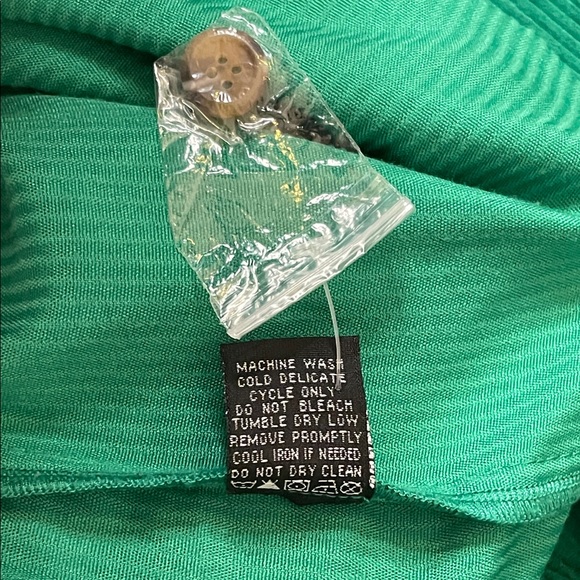 MACHINE WASH
COLD DELICATE
CYCLE ONLY
DO NOT BLEACH
TUMBLE DRY LOW
REMOVE PROMPTLY
COOL IRON IF NEEDED
DO NOT DRY CLEAN